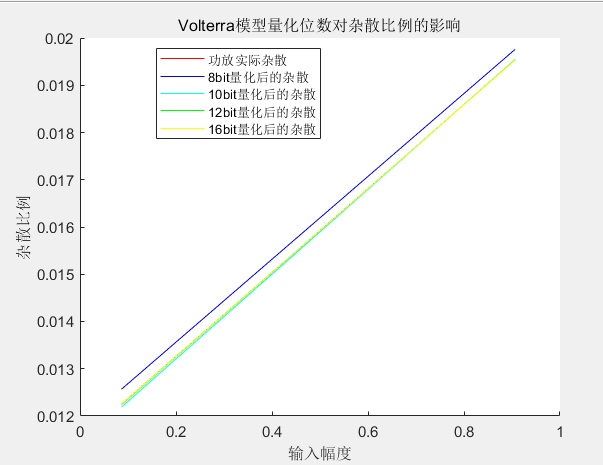 Volterra模型量化位数对杂散比例的影响
0.02
0.019
0.018
0.017
0.016
0.015
0.014
0.013
0.012
杂散比例
功放实际杂散
8bit量化后的杂散
10bit量化后的杂散
12bit量化后的杂散
16bit量化后的杂散
0 0.2 0.4 0.6 0.8 1
输入幅度